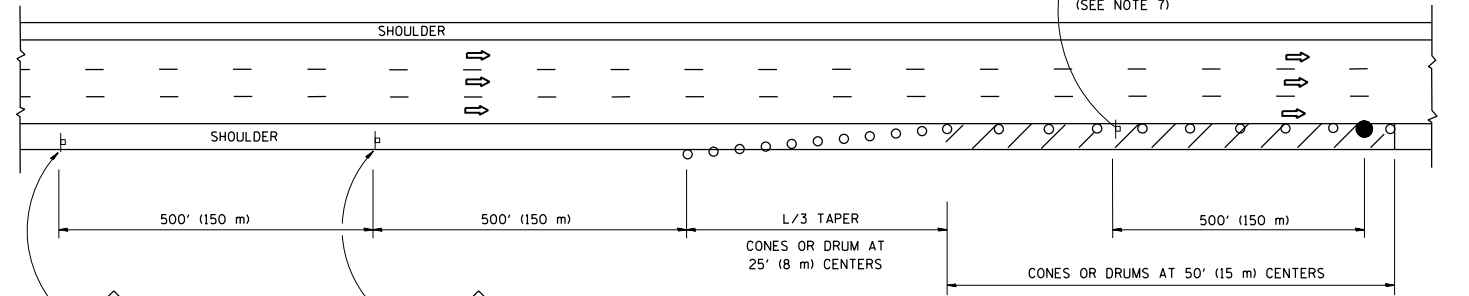 (SEE NOTE 7)
SHOULDER
SHOULDER
500' (150 m)
500' (150 m)
L/3 TAPER
500' (150 m)
CONES OR DRUM AT
25' (8 m) CENTERS
CONES OR DRUMS AT 50' (15 m) CENTERS